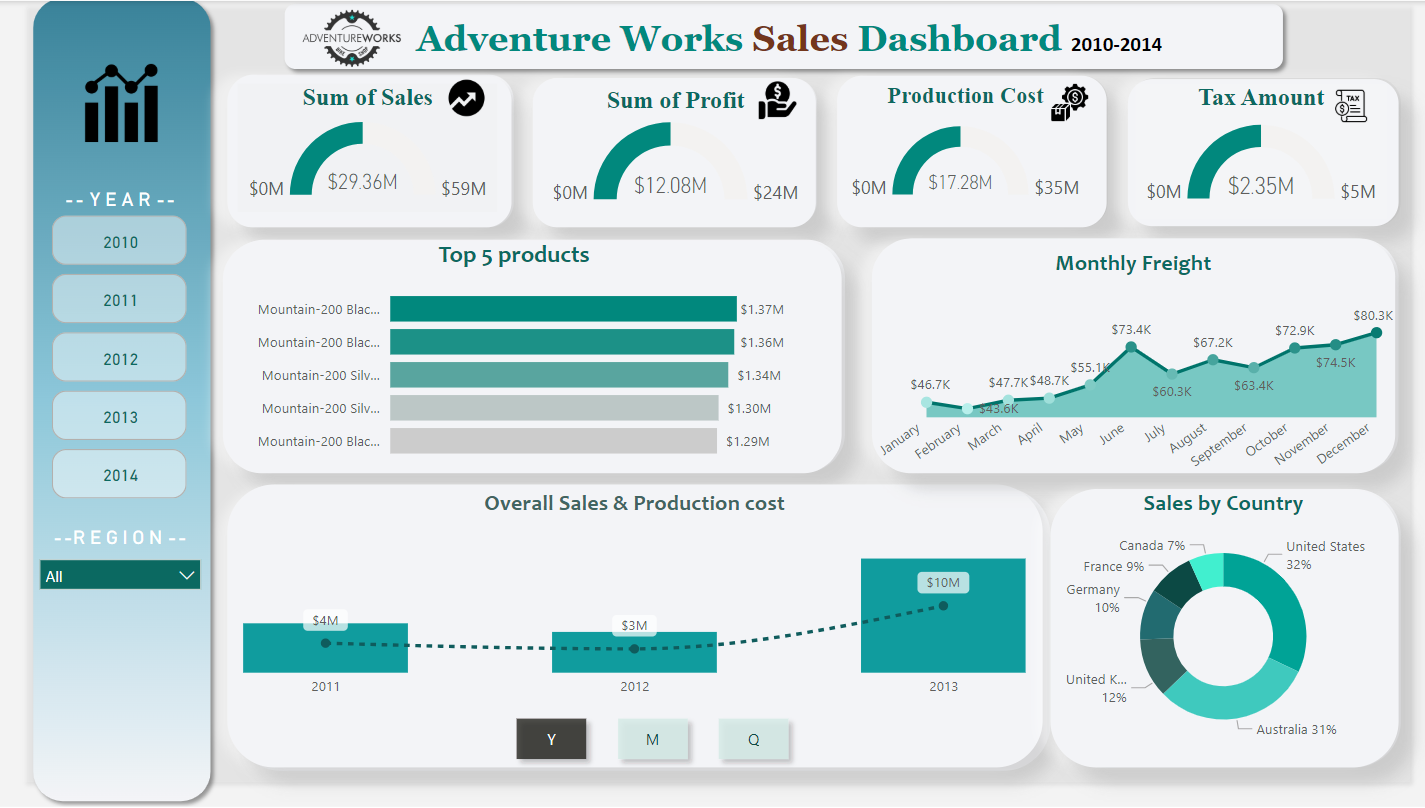 ADVENTUREWORKS
BIKE SHOP
Adventure Works Sales Dashboard 2010-2014
--YEAR--
2010
2011
2012
2013
2014
--REGION--
All
Sum of Sales
$0M
$29.36M
$59M
Sum of Profit
$
$0M
$12.08M
$24M
Production Cost
$
$0M
$17.28M
$35M
Tax Amount
TAX
$
$0M
$2.35M
$5M
Top 5 products
Mountain-200 Blac...
$1.37M
Mountain-200 Blac...
$1.36M
Mountain-200 Silv...
$1.34M
Mountain-200 Silv...
$1.30M
Mountain-200 Blac...
$1.29M
Monthly Freight
$46.7K
$43.6K
$47.7K
$48.7K
$55.1K
$73.4K
$60.3K
$67.2K
$63.4K
$72.9K
$74.5K
$80.3K
January
February
March
April
May
June
July
August
September
October
November
December
Overall Sales & Production cost
$4M
$3M
$10M
2011
2012
2013
Y
M
Q
Sales by Country
Canada 7%
United States
32%
France 9%
Germany
10%
United K...
12%
Australia 31%